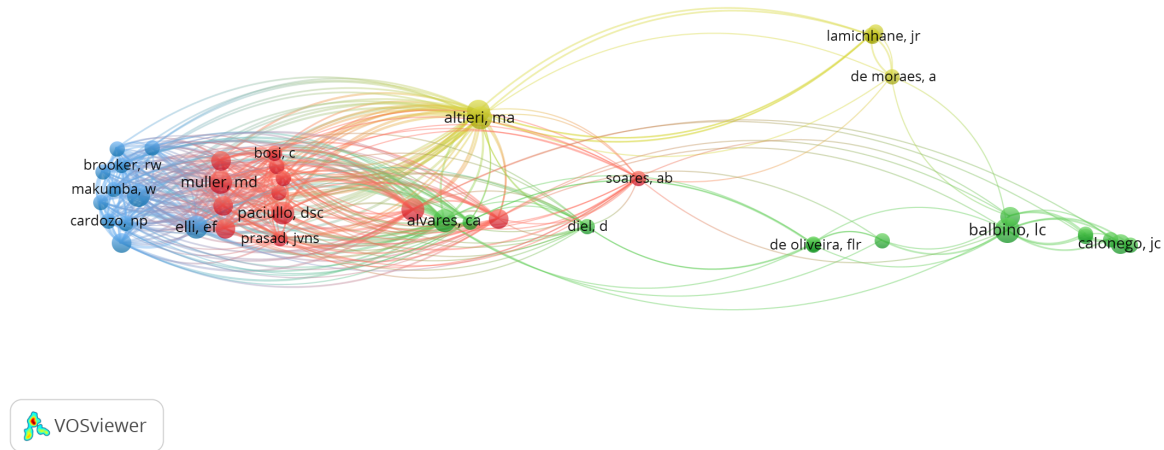 lamichhane, jr
de moraes, a
altieri, ma
bosi, c
brooker, rw
soares, ab
muller, md
makumba, w
paciullo, dsc
cardozo, np
alvares, ca
elli, ef
diel, d
balbino, lc
prasad, jvns
de oliveira, flr
calonego, jc
VOSviewer